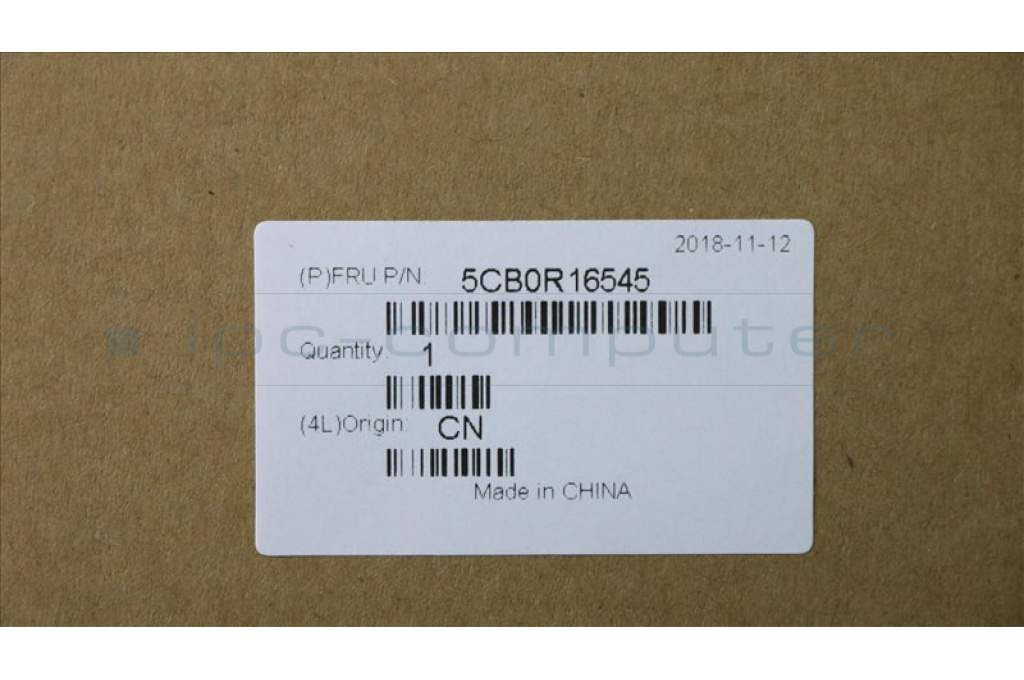 2018-11-12
(P)FRU P/N: 5CB0R16545
ipc-computer
Quantity: 1
(4L)Origin: CN
Made in CHINA